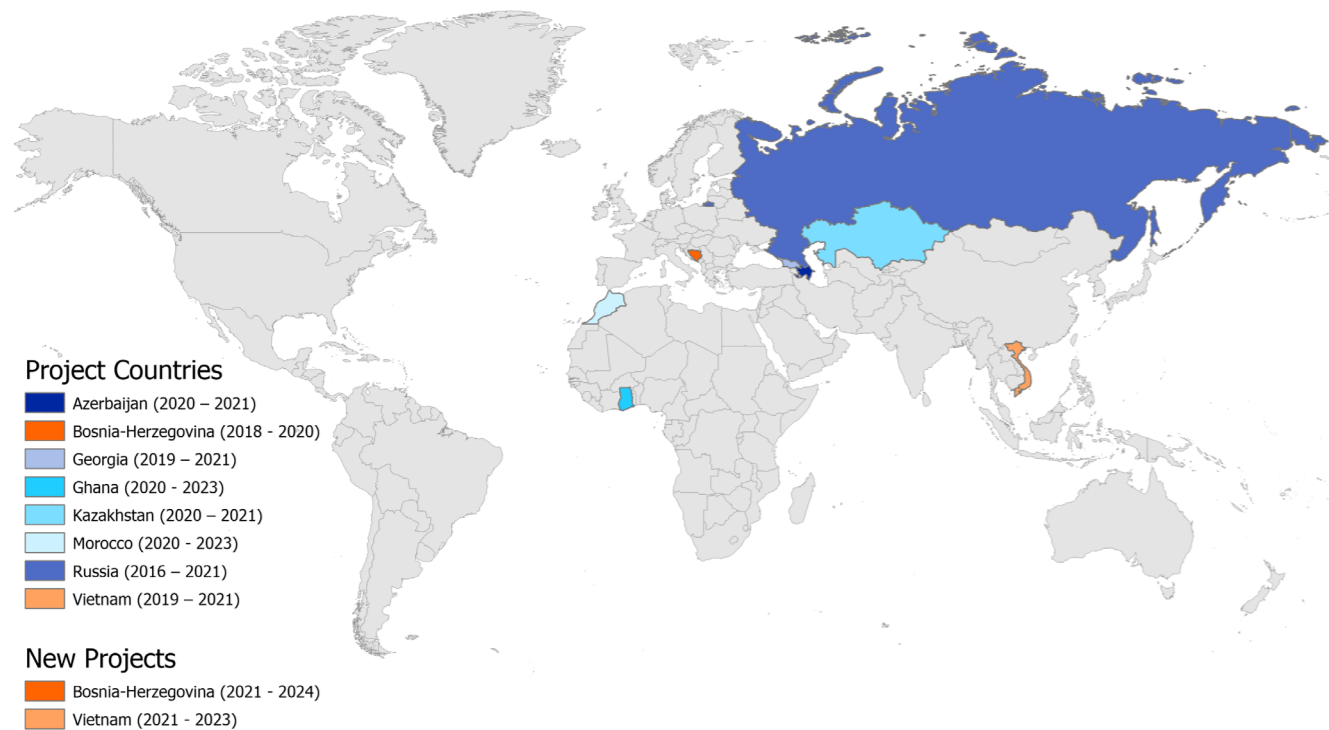 Project Countries
Azerbaijan (2020 – 2021)
Bosnia-Herzegovina (2018 - 2020)
Georgia (2019 – 2021)
Ghana (2020 - 2023)
Kazakhstan (2020 – 2021)
Morocco (2020 - 2023)
Russia (2016 – 2021)
Vietnam (2019 – 2021)
New Projects
Bosnia-Herzegovina (2021 - 2024)
Vietnam (2021 - 2023)